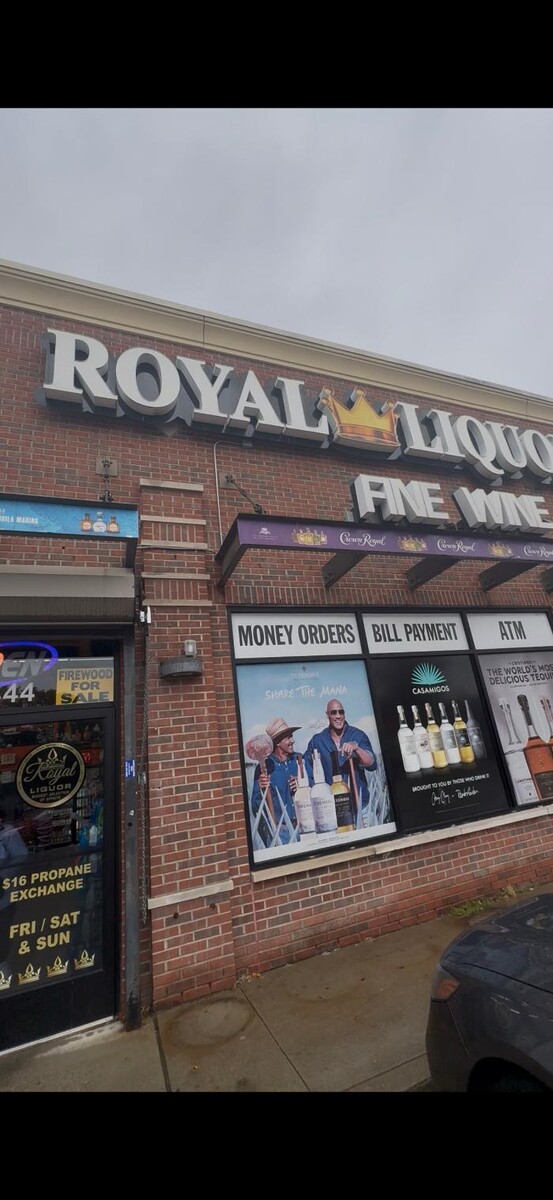 ROYAL LIQUO
FINE WINE
Crown Royal Crown Royal Crown Royal
MONEY ORDERS
BILL PAYMENT
ATM
SHARE THE MANA
CASAMIGOS
BROUGHT TO YOU BY THOSE WHO DRINK IT
THE WORLD'S MOS
DELICIOUS TEQUI
44
FIREWOOD
FOR
SALE
Royal
LIQUOR
$16 PROPANE
EXCHANGE
FRI / SAT
& SUN